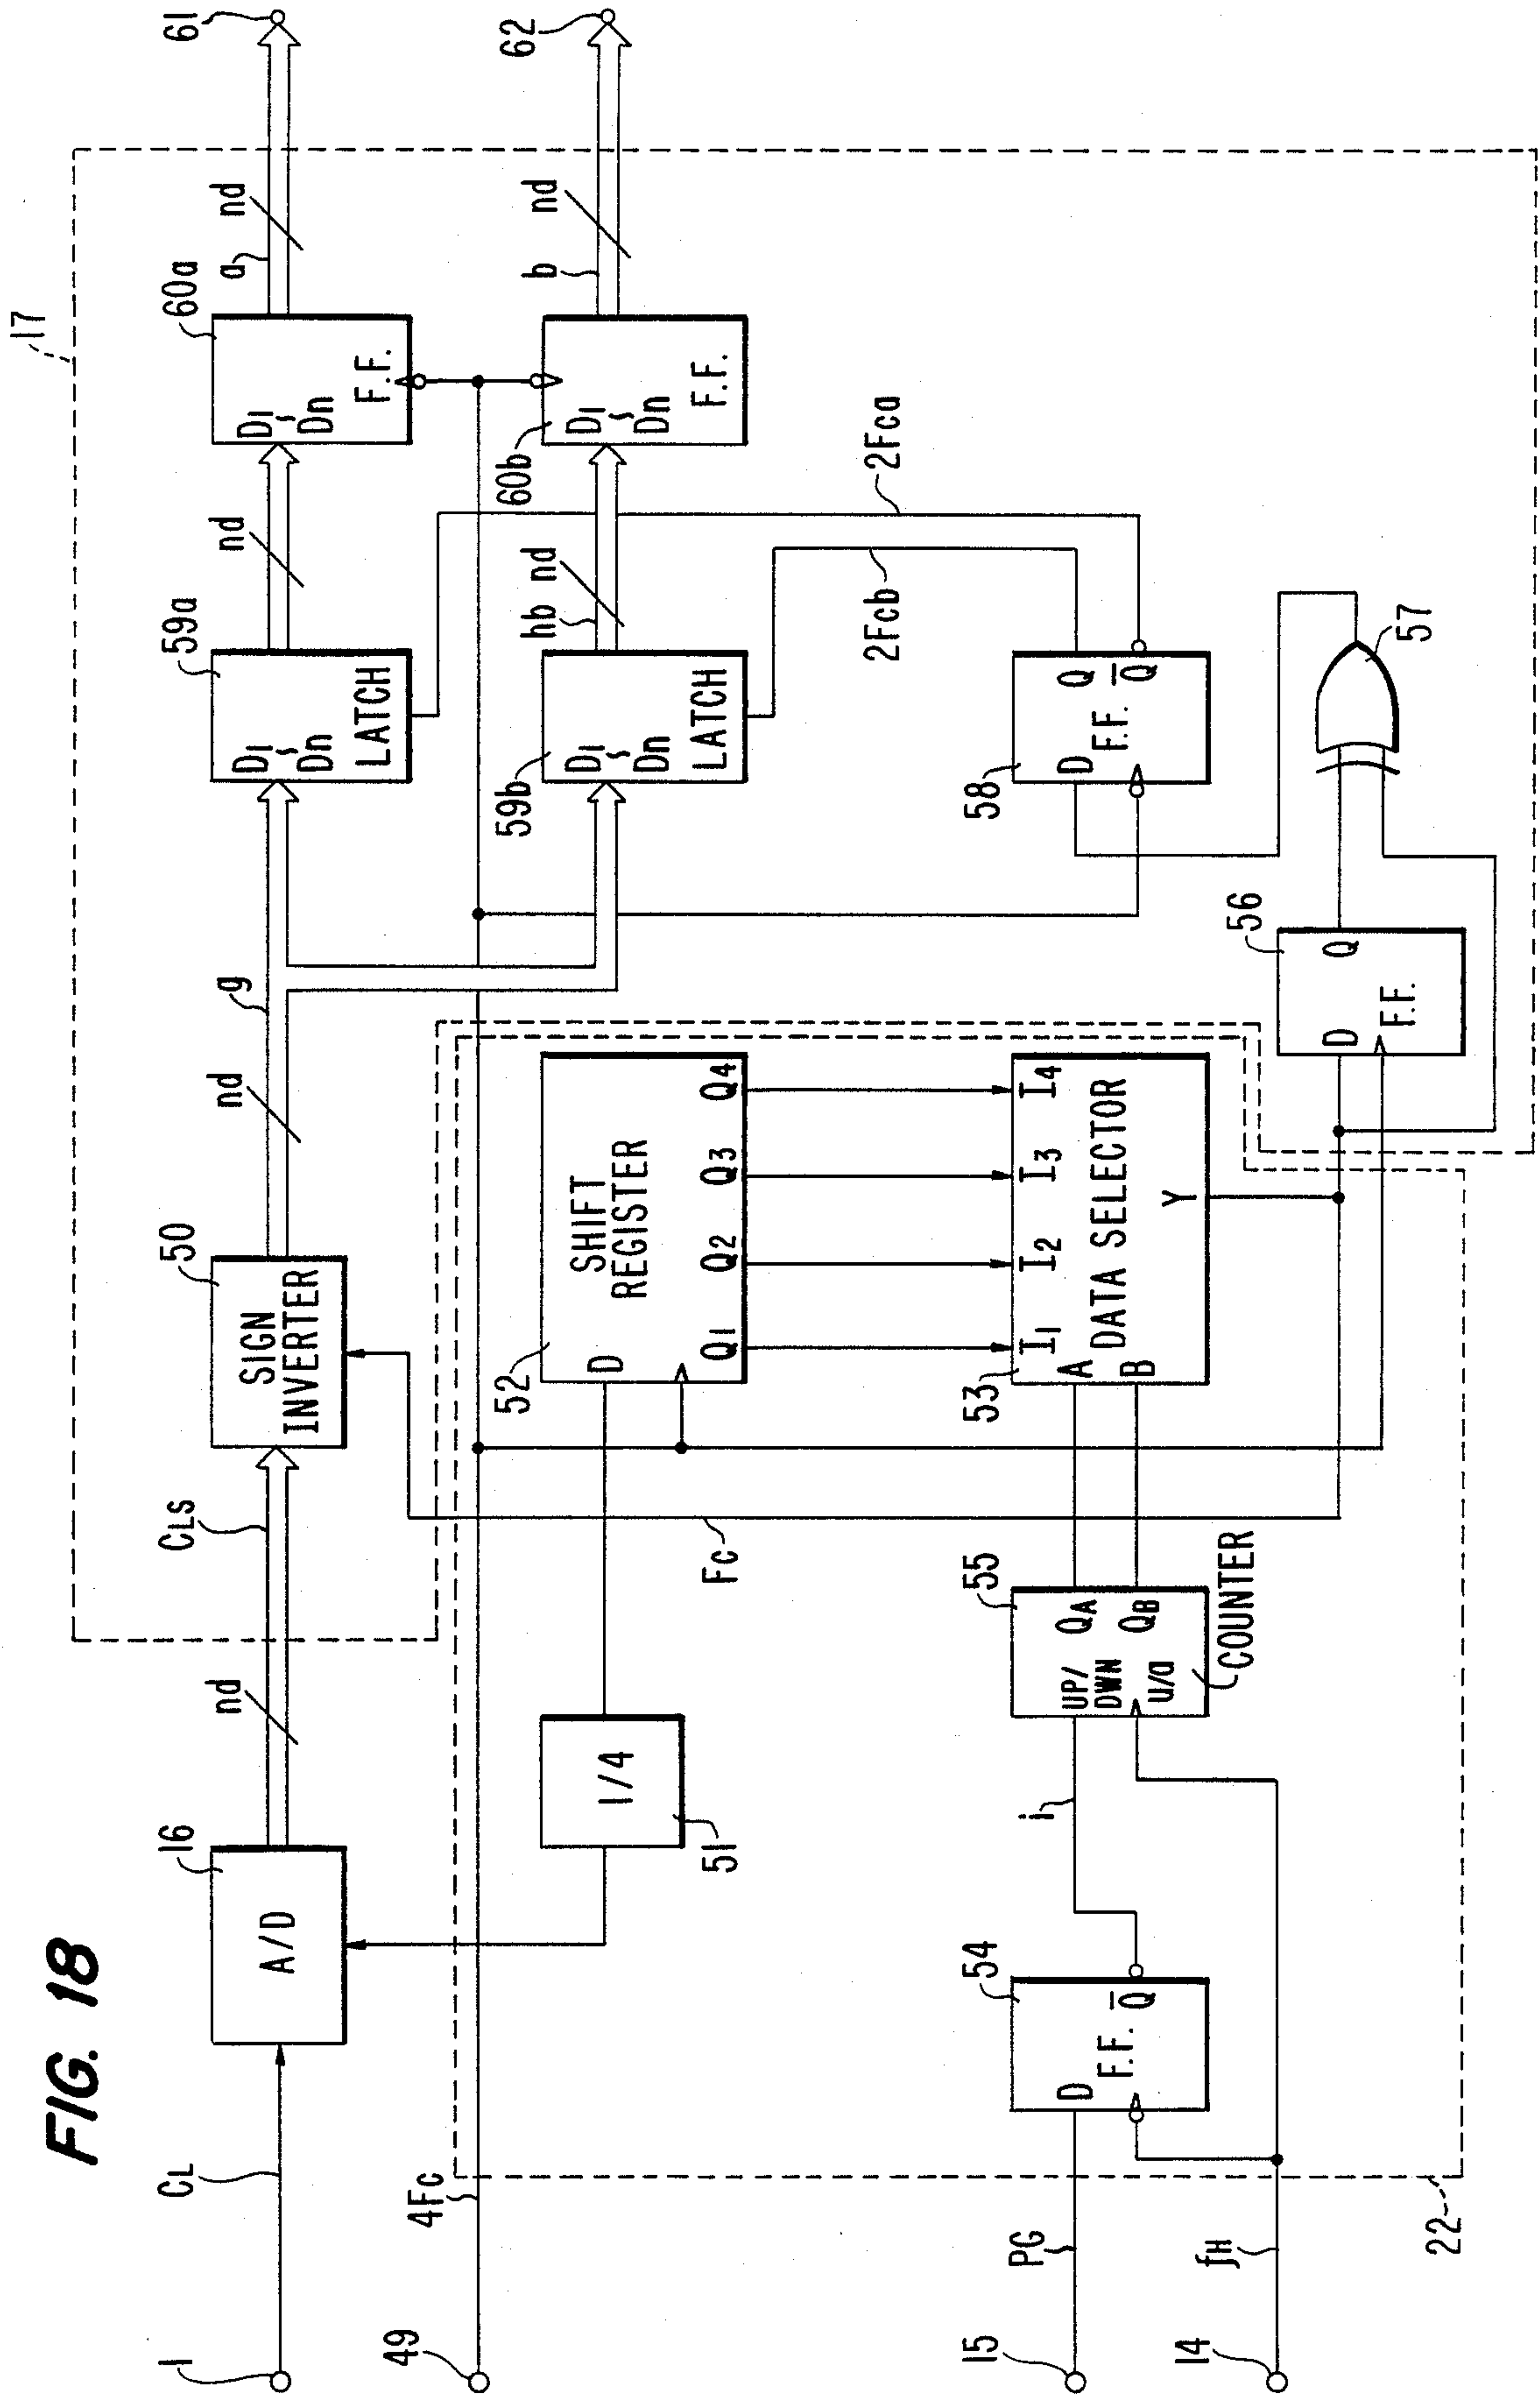 FIG. 18
17
1
CL
16
A/D
nd
CLS
50
SIGN
INVERTER
nd
g
59a
D1
~
Dn
LATCH
nd
60a
D1
~
Dn
F.F.
a
nd
61
59b
D1
~
Dn
LATCH
hb
nd
60b
D1
~
Dn
F.F.
b
nd
62
49
4Fc
51
1/4
Fc
52
D
SHIFT
REGISTER
Q1
Q2
Q3
Q4
53
I1
I2
I3
I4
A
B
DATA SELECTOR
Y
2Fcb
2Fca
58
D
F.F.
Q
Q̅
15
PG
54
D
F.F.
Q̅
i
55
UP/
DWN
u/a
QA
QB
COUNTER
14
fH
22
56
D
Q
F.F.
57